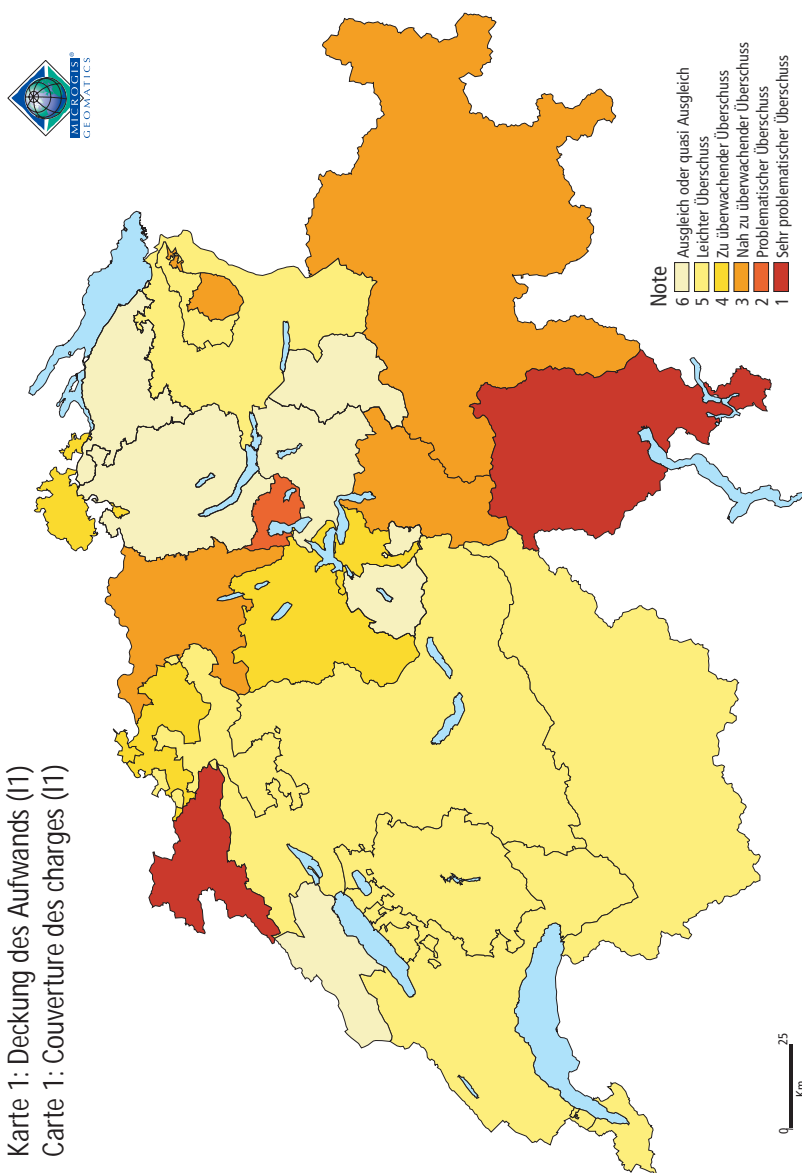 Karte 1: Deckung des Aufwands (I1)
Carte 1: Couverture des charges (I1)
MICROGIS®
GEOMATICS
Note
6 Ausgleich oder quasi Ausgleich
5 Leichter Überschuss
4 Zu überwachender Überschuss
3 Nah zu überwachender Überschuss
2 Problematischer Überschuss
1 Sehr problematischer Überschuss
0 25
Km